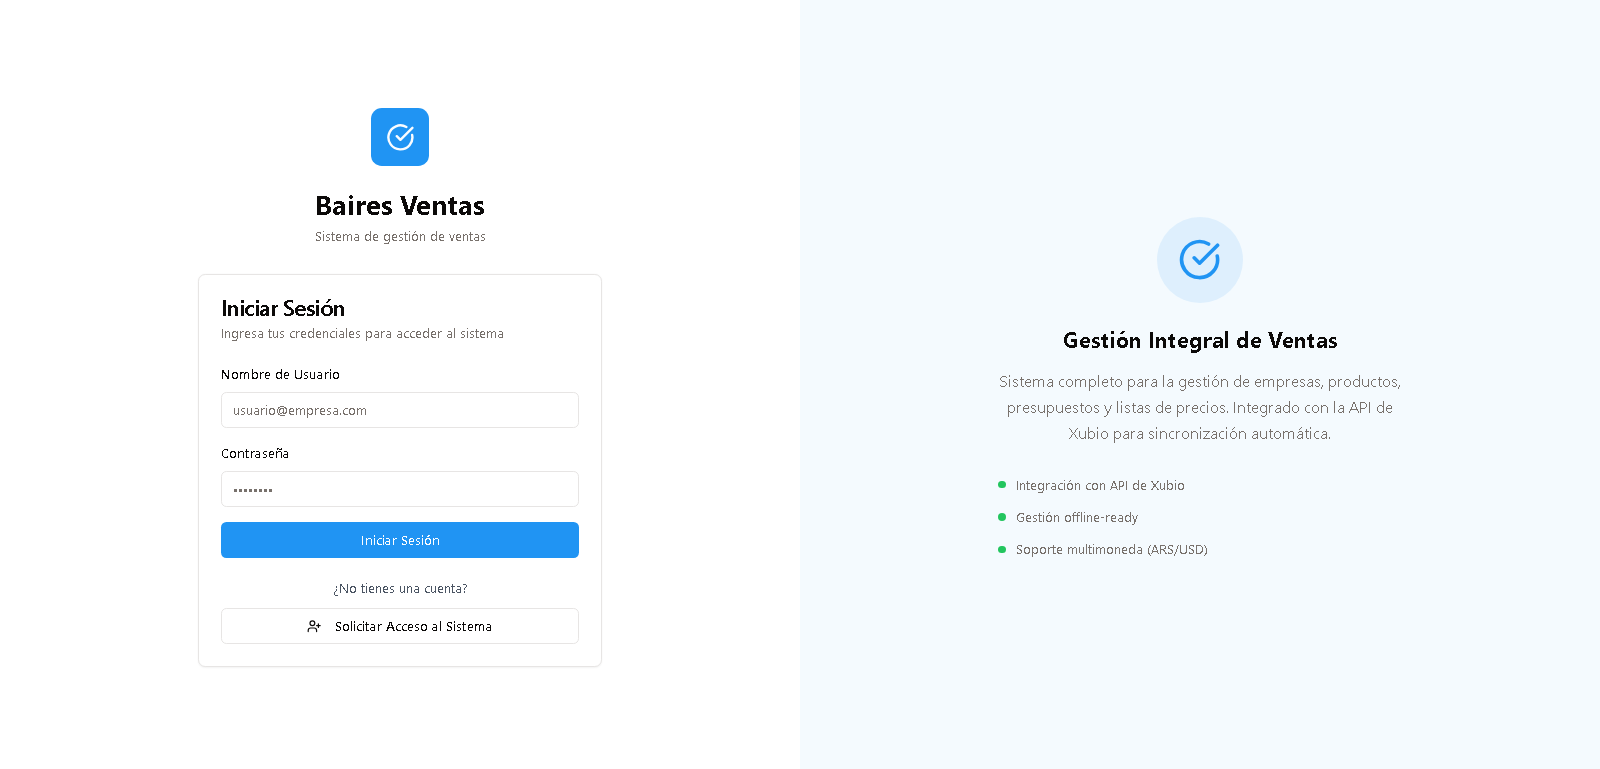 Baires Ventas
Sistema de gestión de ventas
Iniciar Sesión
Ingresa tus credenciales para acceder al sistema
Nombre de Usuario
usuario@empresa.com
Contraseña
••••••••
Iniciar Sesión
¿No tienes una cuenta?
Solicitar Acceso al Sistema
Gestión Integral de Ventas
Sistema completo para la gestión de empresas, productos,
presupuestos y listas de precios. Integrado con la API de
Xubio para sincronización automática.
Integración con API de Xubio
Gestión offline-ready
Soporte multimoneda (ARS/USD)